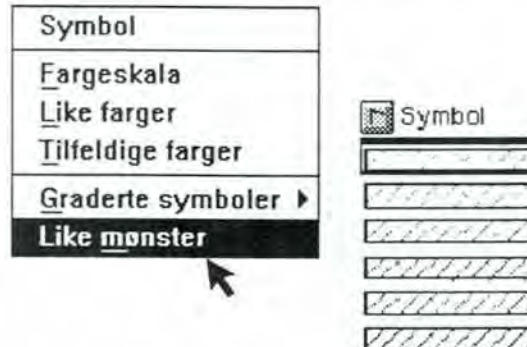 Symbol
Fargeskala
Like farger
Tilfeldige farger
Graderte symboler
Like mønster
Symbol